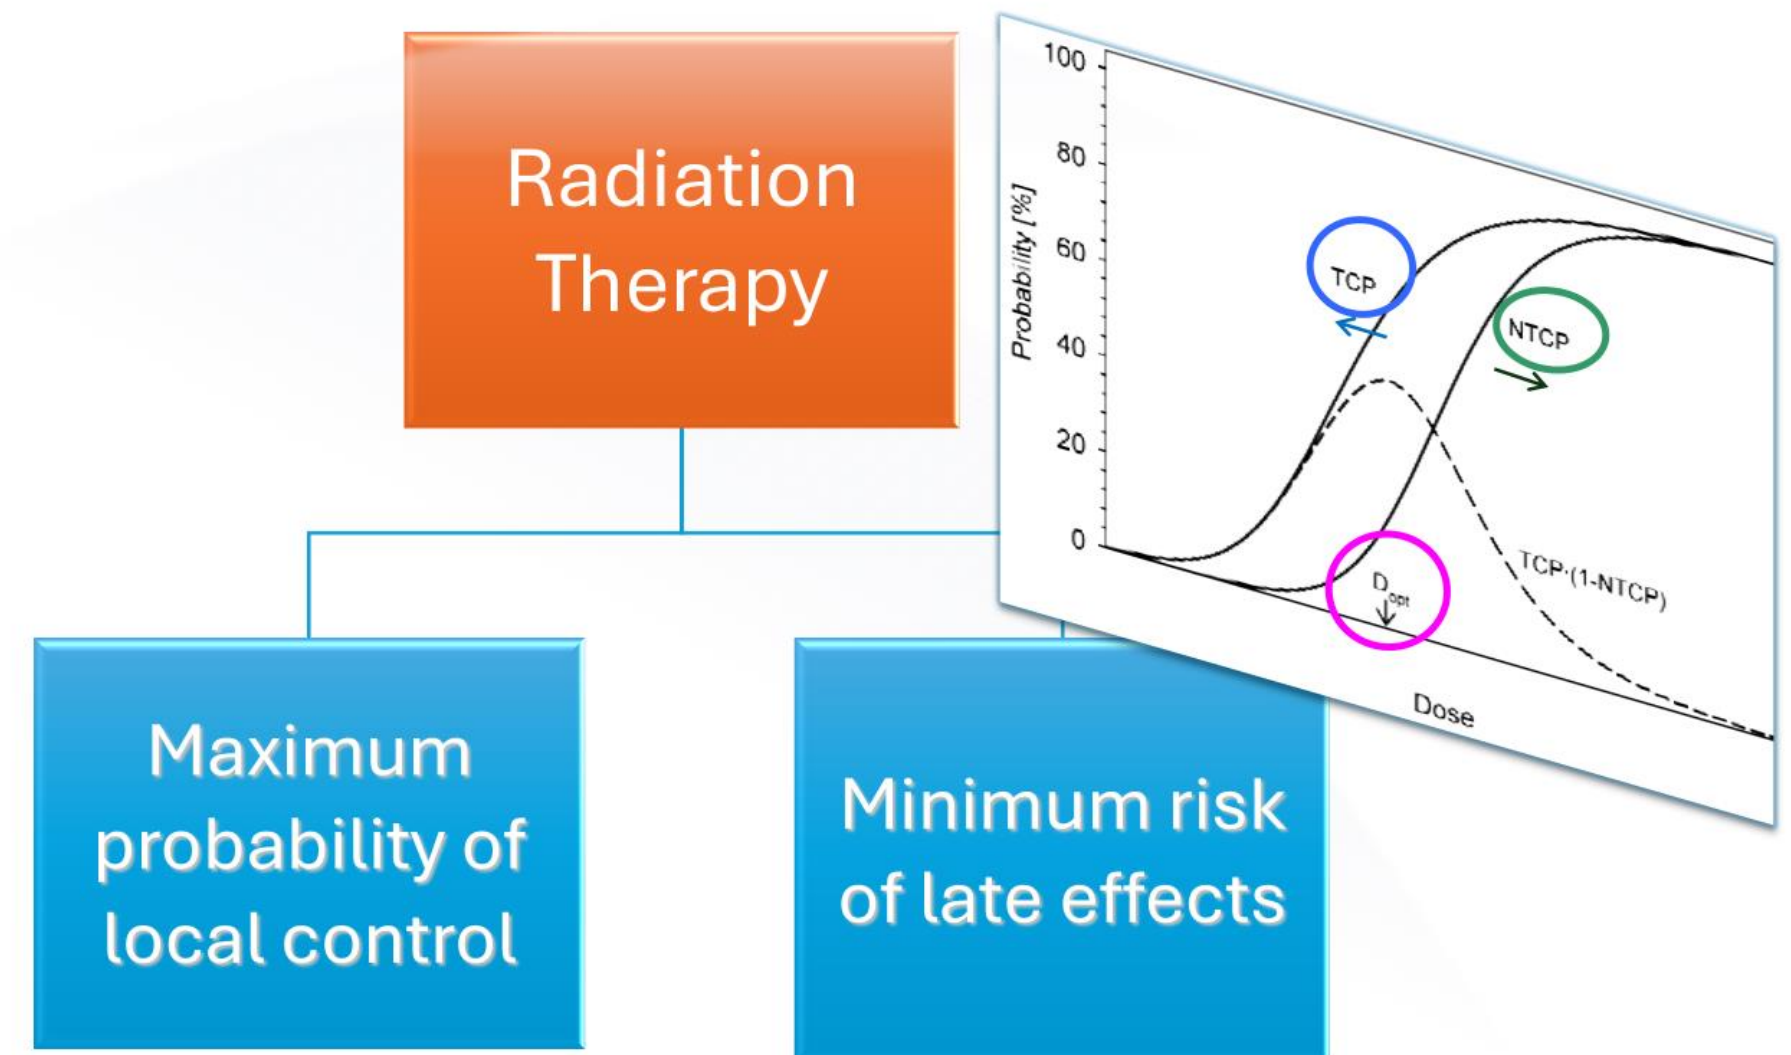 Radiation
Therapy
Maximum
probability of
local control
Minimum risk
of late effects
100
80
60
40
20
0
Probability [%]
TCP
NTCP
D_opt
TCP·(1-NTCP)
Dose